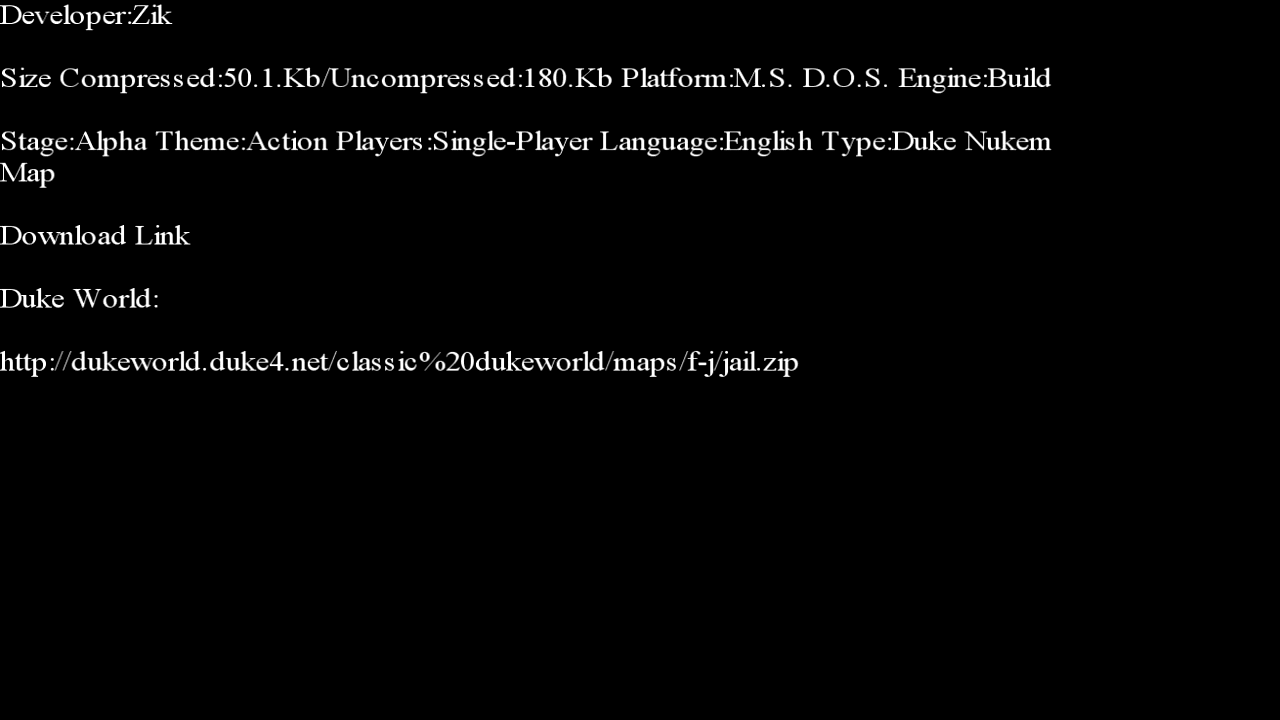 Developer:Zik
Size Compressed:50.1.Kb/Uncompressed:180.Kb Platform:M.S. D.O.S. Engine:Build
Stage:Alpha Theme:Action Players:Single-Player Language:English Type:Duke Nukem
Map
Download Link
Duke World:
http://dukeworld.duke4.net/classic%20dukeworld/maps/f-j/jail.zip